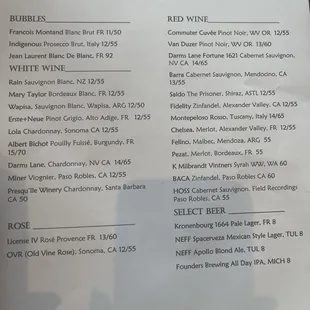 BUBBLES
Francois Montand Blanc Brut FR 11/50
Indigenous Prosecco Brut, Italy 12/55
Jean Laurent Blanc De Blanc, FR 92
WHITE WINE
Rain Sauvignon Blanc, NZ 12/55
Mary Taylor Bordeaux Blanc, FR 12/55
Wapisa, Sauvignon Blanc, Wapisa, ARG 12/50
Erste+Neue Pinot Grigio, Alto Adige, FR 12/55
Lola Chardonnay, Sonoma CA 12/55
Albert Bichot Pouilly Fuissé, Burgundy, FR
15/70
Darms Lane, Chardonnay, NV CA 14/65
Miner Viognier, Paso Robles, CA 12/55
Presqu'lle Winery Chardonnay, Santa Barbara
CA 50
ROSÉ
License IV Rosé Provence FR 13/60
OVR (Old Vine Rose), Sonoma, CA 12/55
RED WINE
Commuter Cuvée Pinot Noir, WV OR 12/55
Van Duzer Pinot Noir, WV OR 13/60
Darms Lane Fortune 1621 Cabernet Sauvignon,
NV CA 14/65
Barra Cabernet Sauvignon, Mendocino, CA
13/55
Saldo The Prisoner, Shiraz, ASTL 12/55
Fidelity Zinfandel, Alexander Valley, CA 12/55
Montepeloso Rosso, Tuscany, Italy 14/65
Chelsea, Merlot, Alexander Valley, FR 12/55
Felino, Malbec, Mendoza, ARG 55
Pezat, Merlot, Bordeaux, FR 55
K Milbrandt Vintners Syrah WW, WA 60
BACA Zinfandel, Paso Robles CA 60
HOSS Cabernet Sauvignon, Field Recordings
Paso Robles, CA 55
SELECT BEER
Kronenbourg 1664 Pale Lager, FR 8
NEFF Spacerveza Mexican Style Lager, TUL 8
NEFF Apollo Blond Ale, TUL 8
Founders Brewing All Day IPA, MICH 8